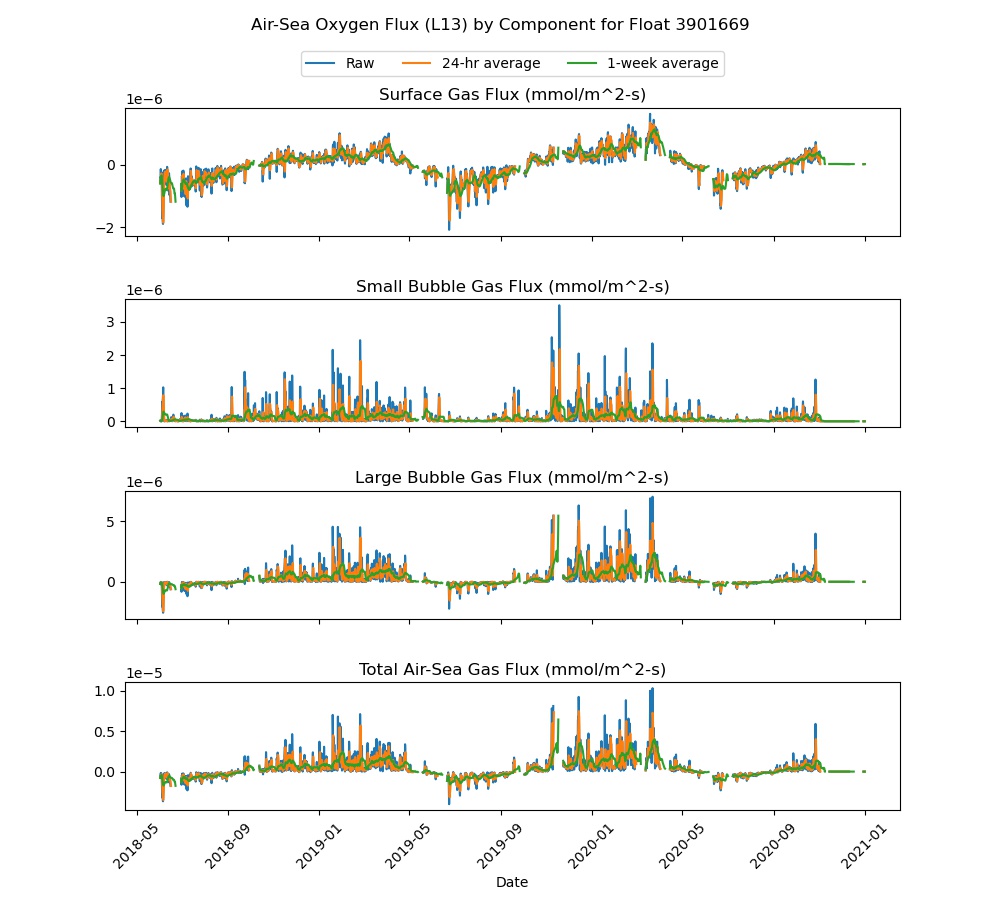 Air-Sea Oxygen Flux (L13) by Component for Float 3901669
Raw 24-hr average 1-week average
Surface Gas Flux (mmol/m^2-s)
1e−6
0
−2
Small Bubble Gas Flux (mmol/m^2-s)
1e−6
3
2
1
0
Large Bubble Gas Flux (mmol/m^2-s)
1e−6
5
0
Total Air-Sea Gas Flux (mmol/m^2-s)
1e−5
1.0
0.5
0.0
2018-05 2018-09 2019-01 2019-05 2019-09 2020-01 2020-05 2020-09 2021-01
Date